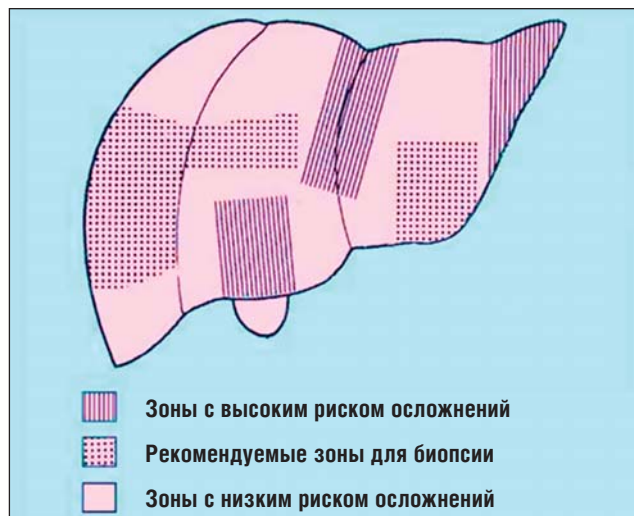 Зоны с высоким риском осложнений
Рекомендуемые зоны для биопсии
Зоны с низким риском осложнений